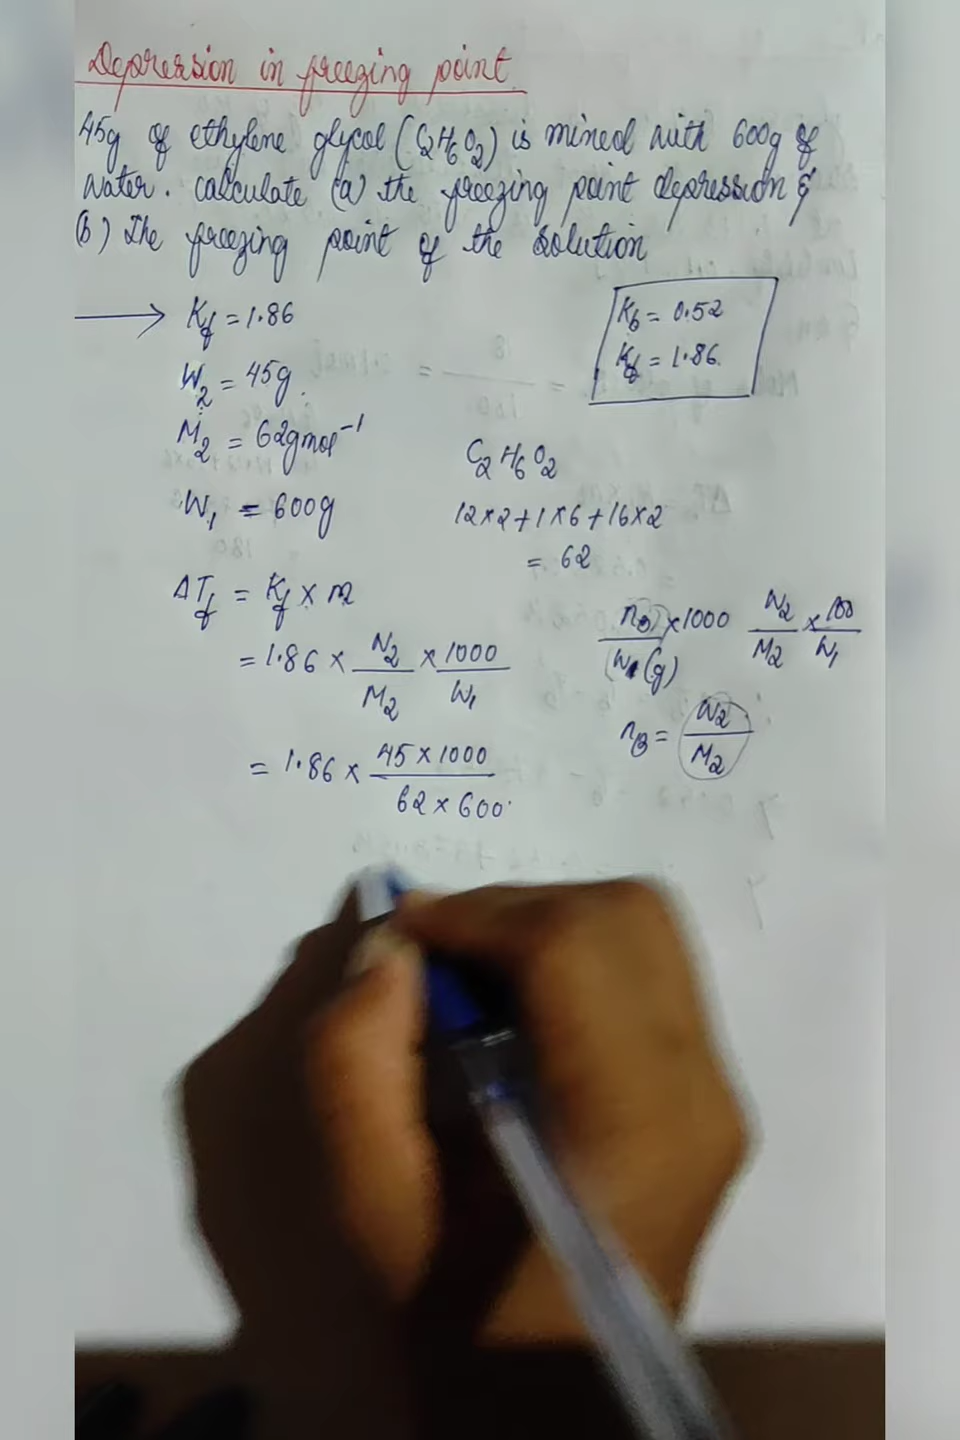 Depression in freezing point
45g of ethylene glycol (C2H6O2) is mixed with 600g of
water. calculate (a) the freezing point depression &
(b) The freezing point of the solution
→ Kf = 1.86
Kb = 0.52
Kf = 1.86.
W2 = 45g.
M2 = 62gmol⁻¹
C2H6O2
W1 = 600g
12×2+1×6+16×2
= 62
ΔTf = Kf × m
nB × 1000 / W1(g)
W2/M2 × 100/W1
= 1.86 × W2/M2 × 1000/W1
nB = W2/M2
= 1.86 × 45×1000 / 62×600